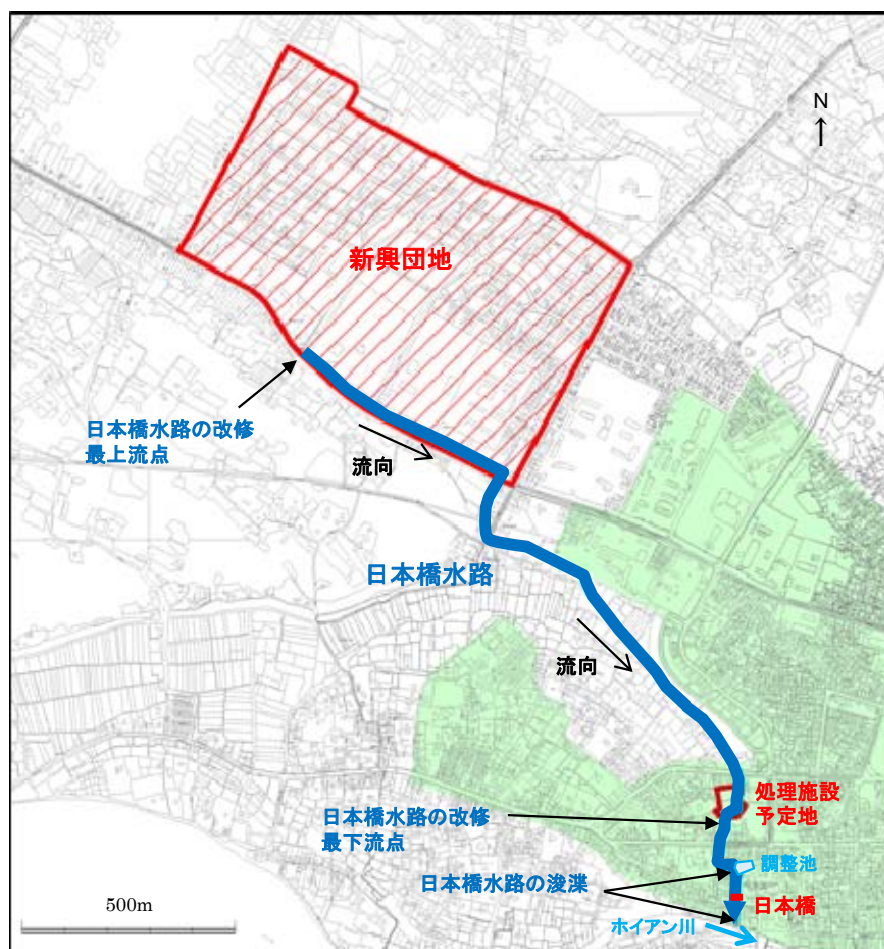 N
新興団地
日本橋水路の改修
最上流点
流向
日本橋水路
流向
処理施設
予定地
日本橋水路の改修
最下流点
調整池
日本橋水路の浚渫
日本橋
500m
ホイアン川